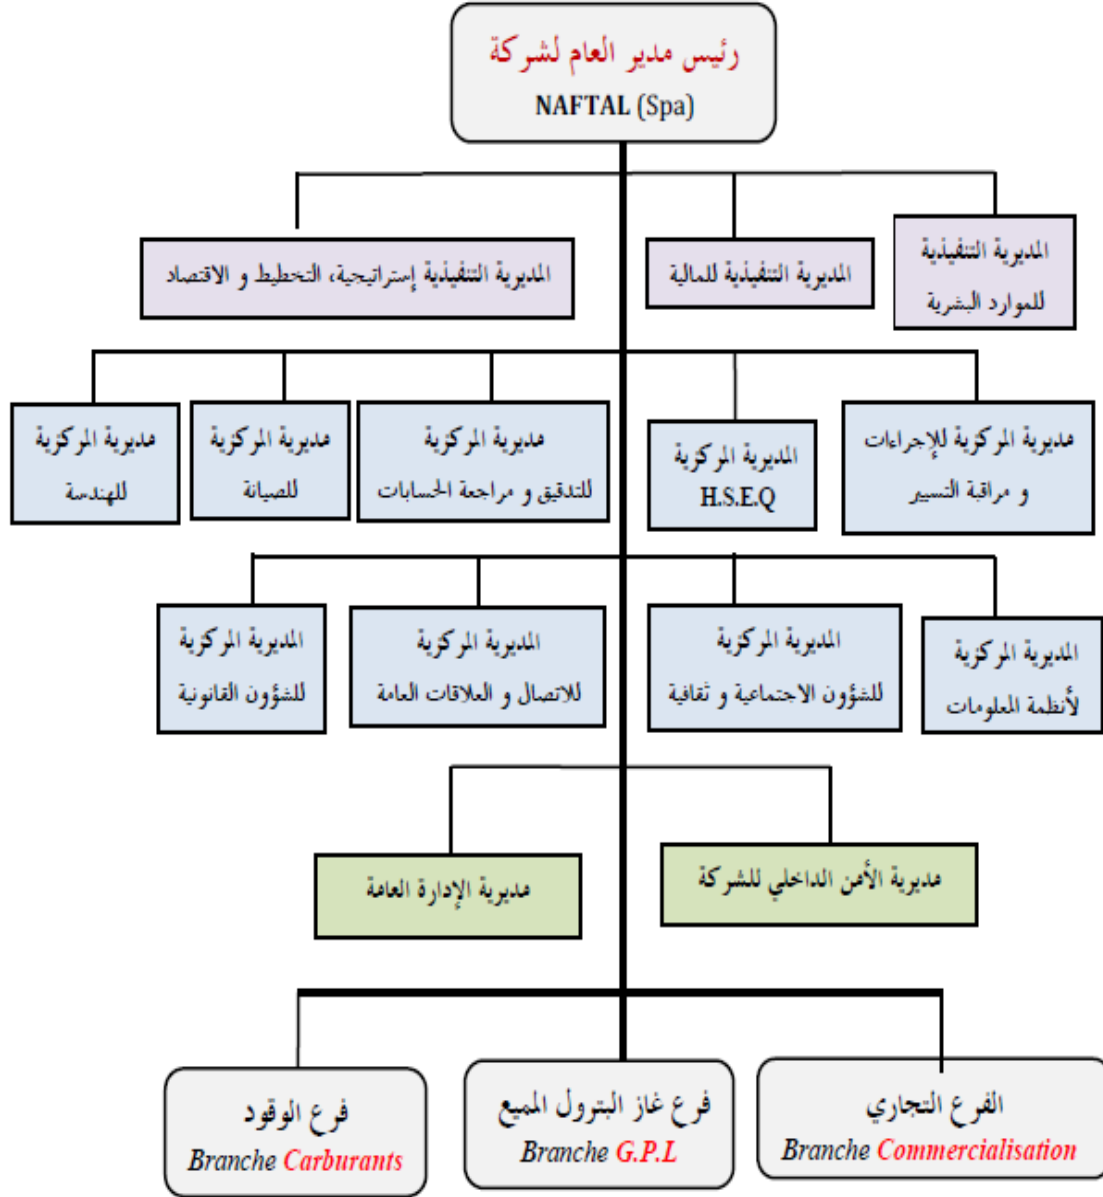 رئيس مدير العام لشركة
NAFTAL (Spa)
المديرية التنفيذية
للموارد البشرية
المديرية التنفيذية للمالية
المديرية التنفيذية إستراتيجية، التخطيط و الاقتصاد
مديرية المركزية للإجراءات
و مراقبة التسيير
المديرية المركزية
H.S.E.Q
مديرية المركزية
للتدقيق و مراجعة الحسابات
مديرية المركزية
للصيانة
مديرية المركزية
للهندسة
المديرية المركزية
لأنظمة المعلومات
المديرية المركزية
للشؤون الاجتماعية و ثقافية
المديرية المركزية
للاتصال و العلاقات العامة
المديرية المركزية
للشؤون القانونية
مديرية الأمن الداخلي للشركة
مديرية الإدارة العامة
الفرع التجاري
Branche Commercialisation
فرع غاز البترول المميع
Branche G.P.L
فرع الوقود
Branche Carburants